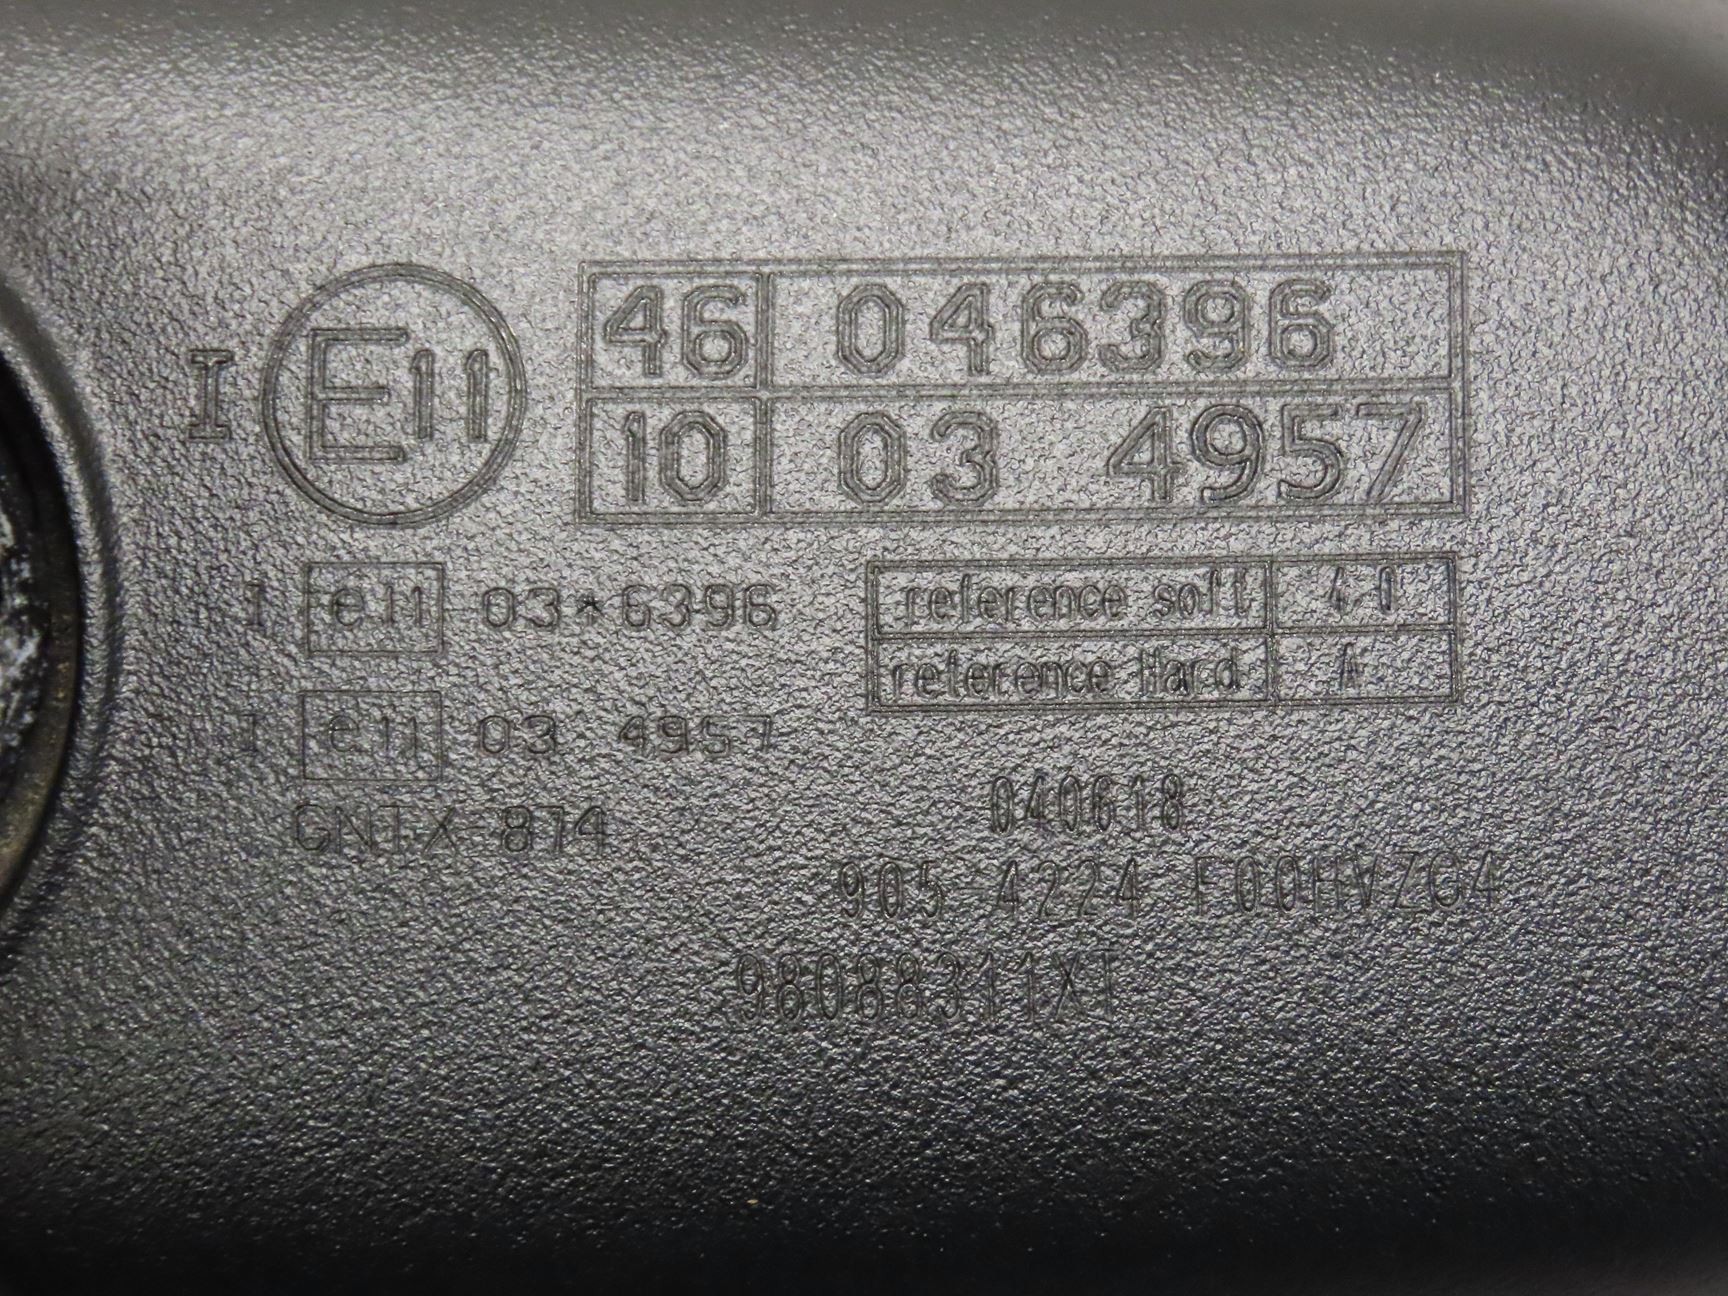 I E11 46 046396
10 03 4957
I e11 03*6396
reference soft 4.0
reference Hard A
I e11 03 4957
GNTX-874
040618
905-4224 F00HVZG4
98088311XT